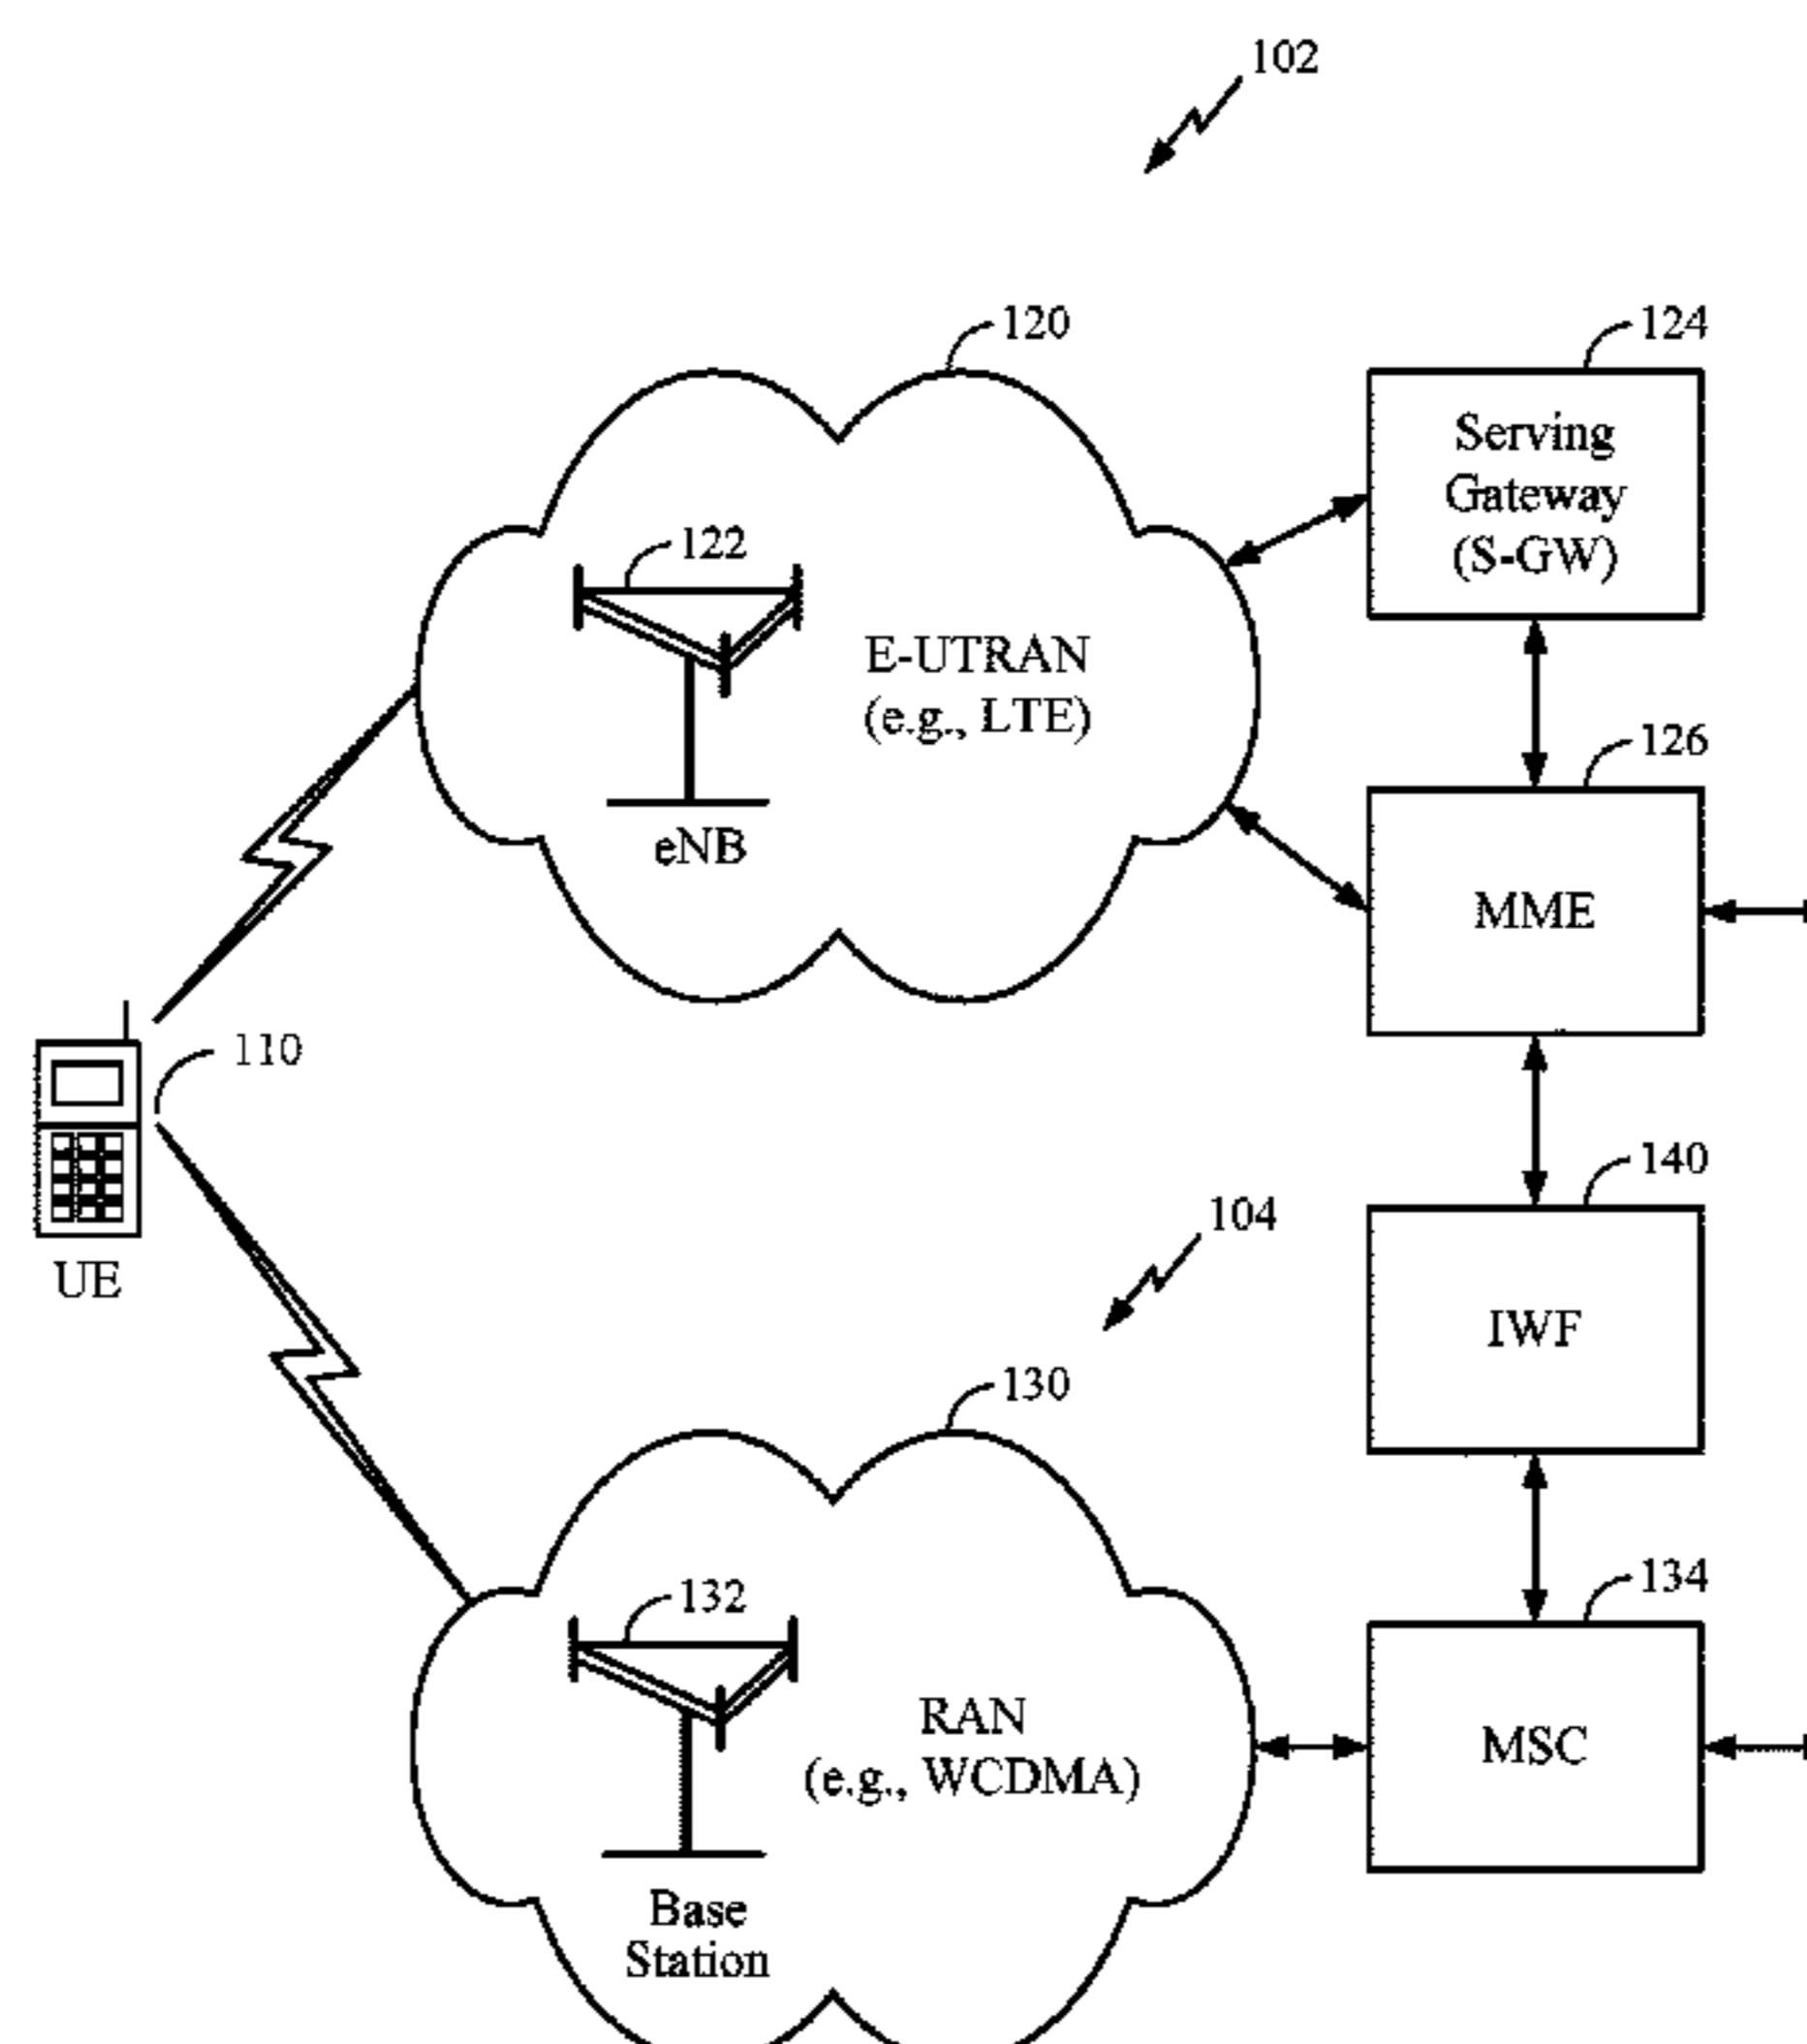 102
120
124
Serving
Gateway
(S-GW)
122
E-UTRAN
(e.g., LTE)
eNB
126
MME
110
UE
140
IWF
104
130
134
MSC
132
RAN
(e.g., WCDMA)
Base
Station